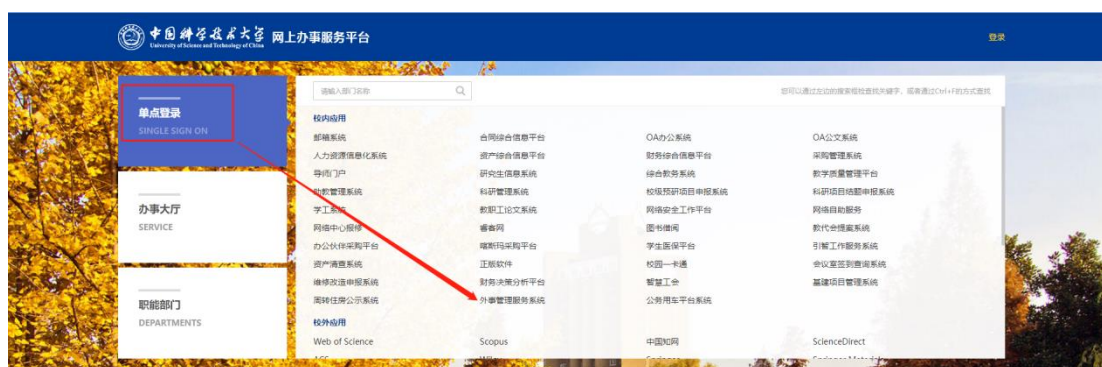 中国科学技术大学 网上办事服务平台
University of Science and Technology of China
登录
单点登录
SINGLE SIGN ON
办事大厅
SERVICE
职能部门
DEPARTMENTS
请输入部门名称
您可以通过左边的搜索框检查找关键字，或者通过Ctrl+F的方式查找
校内应用
邮箱系统 合同综合信息平台 OA办公系统 OA公文系统
人力资源信息化系统 资产综合信息平台 财务综合信息平台 采购管理系统
导师门户 研究生信息系统 综合教务系统 教学质量管理平台
助教管理系统 科研管理系统 校级预研项目申报系统 科研项目结题申报系统
学工系统 教职工论文系统 网络安全工作平台 网络自助服务
网络中心报修 睿客网 图书借阅 教代会提案系统
办公伙伴采购平台 喀斯玛采购平台 学生医保平台 引智工作服务系统
资产清查系统 正版软件 校园一卡通 会议室签到查询系统
维修改造申报系统 财务决策分析平台 智慧工会 基建项目管理系统
周转住房公示系统 外事管理服务系统 公务用车平台系统
校外应用
Web of Science Scopus 中国知网 ScienceDirect